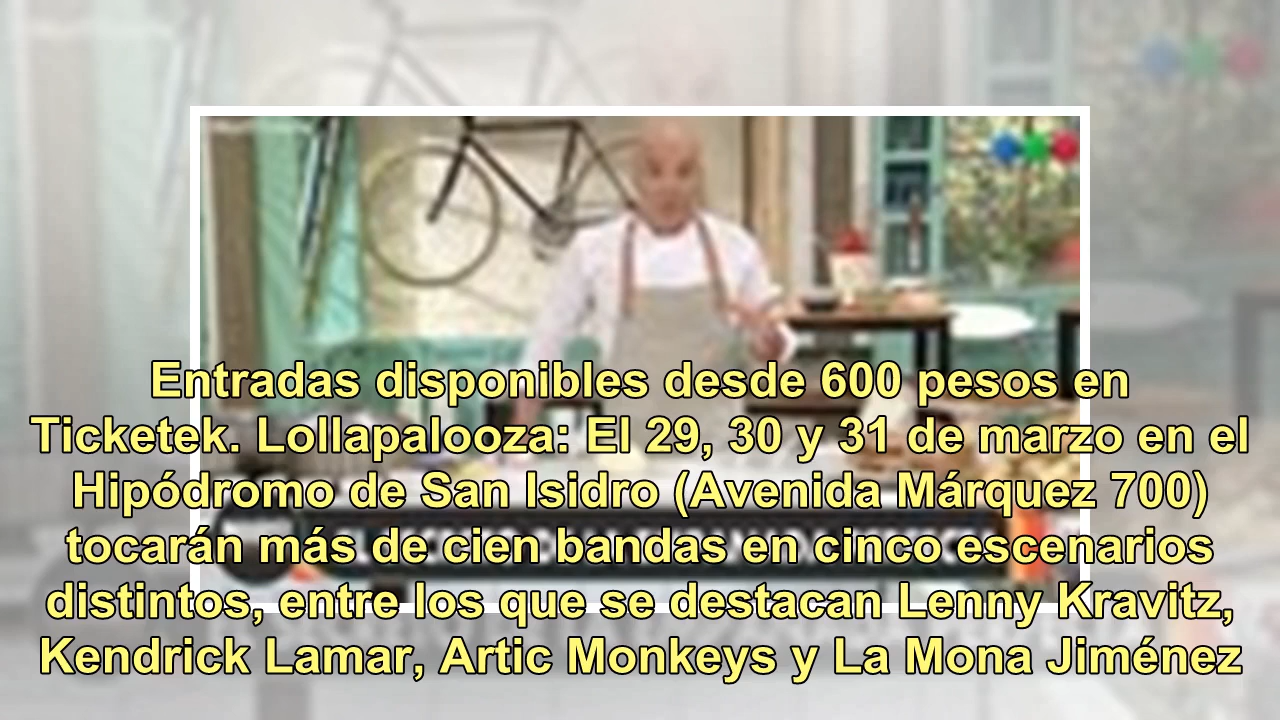 Entradas disponibles desde 600 pesos en
Ticketek. Lollapalooza: El 29, 30 y 31 de marzo en el
Hipódromo de San Isidro (Avenida Márquez 700)
tocarán más de cien bandas en cinco escenarios
distintos, entre los que se destacan Lenny Kravitz,
Kendrick Lamar, Artic Monkeys y La Mona Jiménez